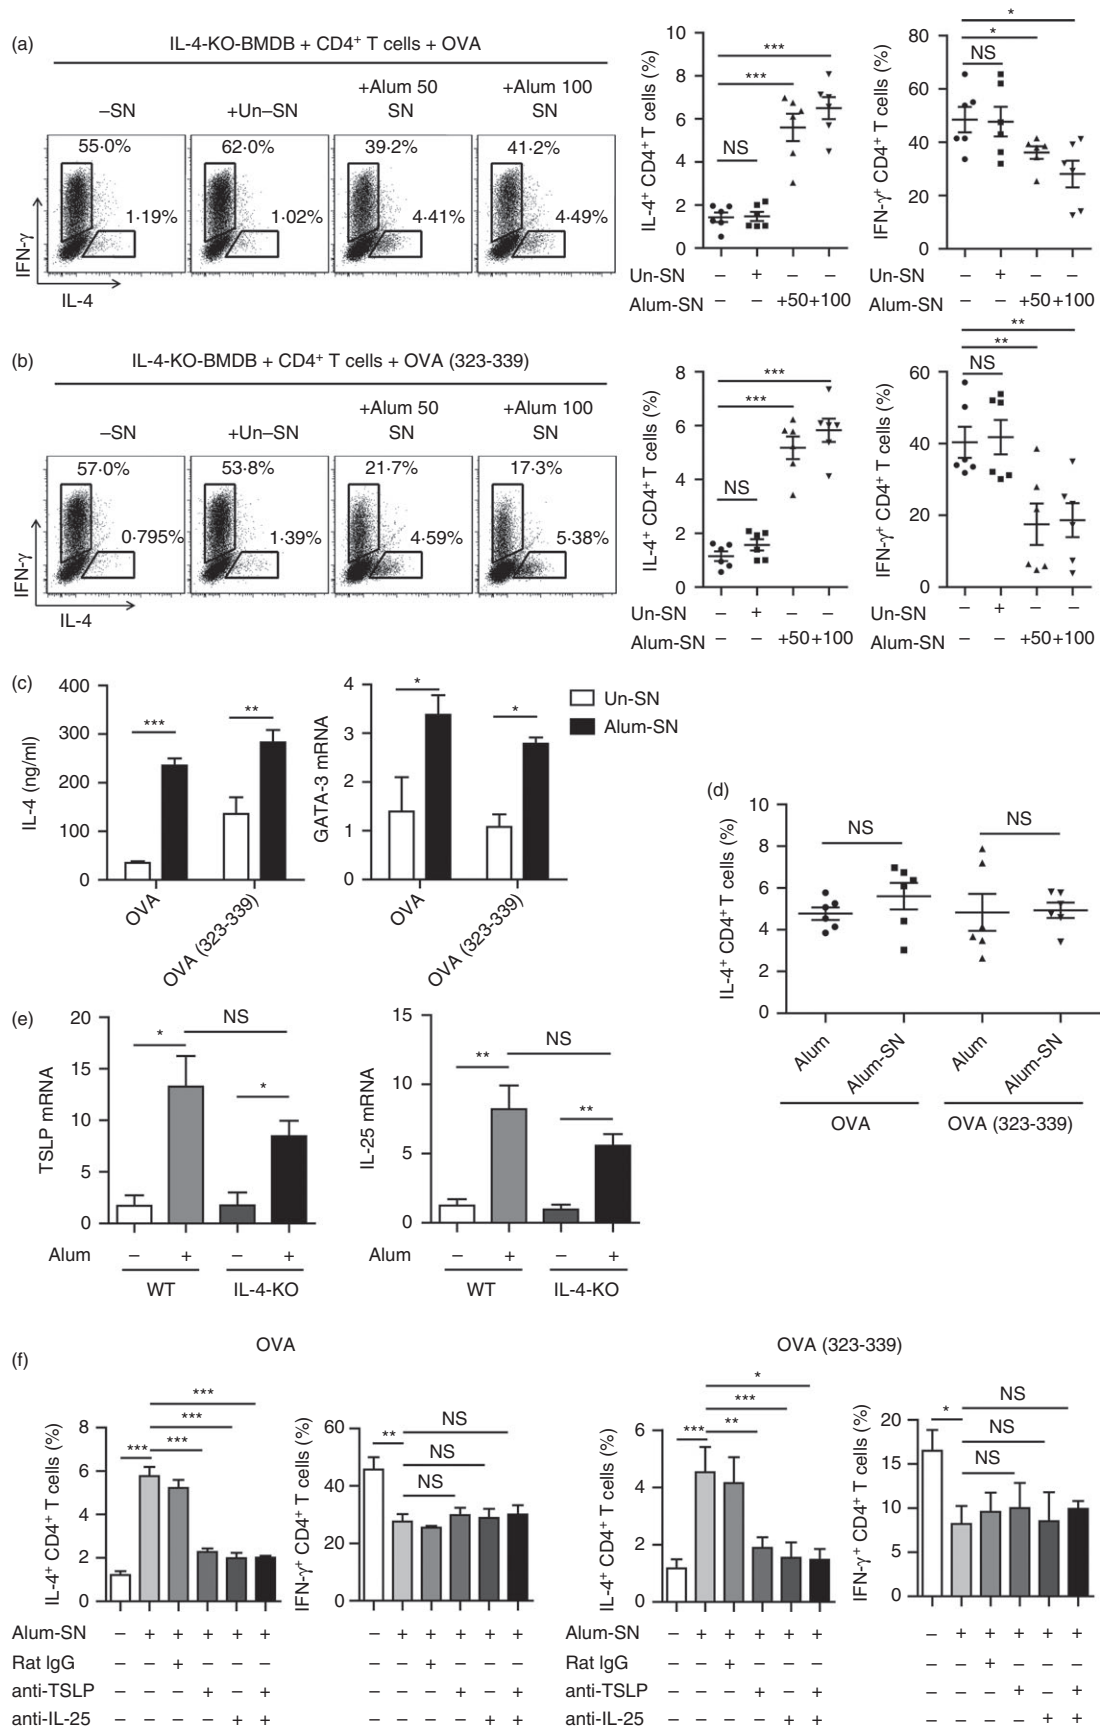 (a)
IL-4-KO-BMDB + CD4⁺ T cells + OVA
–SN
+Un–SN
+Alum 50 SN
+Alum 100 SN
55·0%
1·19%
62·0%
1·02%
39·2%
4·41%
41·2%
4·49%
IFN-γ
IL-4
IL-4⁺ CD4⁺ T cells (%)
10
8
6
4
2
0
NS
***
***
Un-SN – + – –
Alum-SN – – +50 +100
IFN-γ⁺ CD4⁺ T cells (%)
80
60
40
20
0
NS
*
*
Un-SN – + – –
Alum-SN – – +50 +100
(b)
IL-4-KO-BMDB + CD4⁺ T cells + OVA (323-339)
–SN
+Un–SN
+Alum 50 SN
+Alum 100 SN
57·0%
0·795%
53·8%
1·39%
21·7%
4·59%
17·3%
5·38%
IFN-γ
IL-4
IL-4⁺ CD4⁺ T cells (%)
8
6
4
2
0
NS
***
***
Un-SN – + – –
Alum-SN – – +50 +100
IFN-γ⁺ CD4⁺ T cells (%)
60
40
20
0
NS
**
**
Un-SN – + – –
Alum-SN – – +50 +100
(c)
IL-4 (ng/ml)
400
300
200
100
0
***
**
OVA
OVA (323-339)
GATA-3 mRNA
4
3
2
1
0
*
*
OVA
OVA (323-339)
Un-SN
Alum-SN
(d)
IL-4⁺ CD4⁺ T cells (%)
10
8
6
4
2
0
NS
NS
Alum
Alum-SN
Alum
Alum-SN
OVA
OVA (323-339)
(e)
TSLP mRNA
20
15
10
5
0
*
NS
*
Alum – + – +
WT
IL-4-KO
IL-25 mRNA
15
10
5
0
**
NS
**
Alum – + – +
WT
IL-4-KO
(f)
OVA
IL-4⁺ CD4⁺ T cells (%)
8
6
4
2
0
***
***
***
***
IFN-γ⁺ CD4⁺ T cells (%)
60
40
20
0
**
NS
NS
NS
Alum-SN – + + + + + – + + + + +
Rat IgG – – + – – – – – + – – –
anti-TSLP – – – + – + – – – + – +
anti-IL-25 – – – – + + – – – – + +
OVA (323-339)
IL-4⁺ CD4⁺ T cells (%)
6
4
2
0
***
**
***
*
IFN-γ⁺ CD4⁺ T cells (%)
20
15
10
5
0
*
NS
NS
NS
Alum-SN – + + + + + – + + + + +
Rat IgG – – + – – – – – + – – –
anti-TSLP – – – + – + – – – + – +
anti-IL-25 – – – – + + – – – – + +